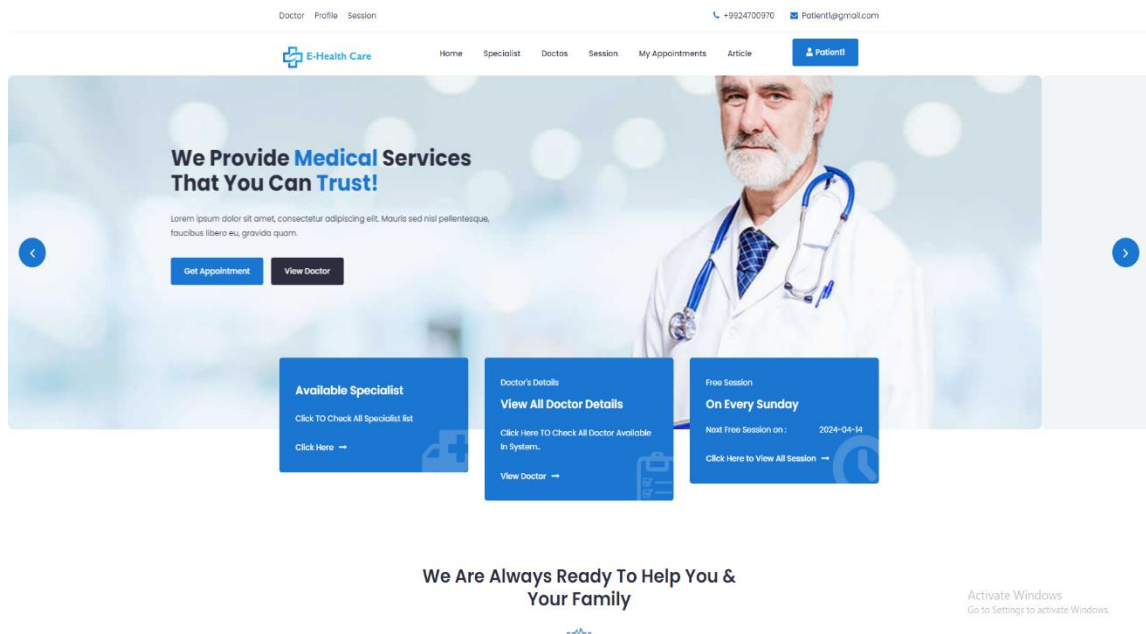 Doctor Profile Session
+9924700970 Patient1@gmail.com
E-Health Care
Home Specialist Doctos Session My Appointments Article
Patient1
We Provide Medical Services
That You Can Trust!
Lorem ipsum dolor sit amet, consectetur adipiscing elit. Mauris sed nisl pellentesque,
faucibus libero eu, gravida quam.
Get Appointment View Doctor
Available Specialist
Click TO Check All Specialist list
Click Here →
Doctor's Details
View All Doctor Details
Click Here TO Check All Doctor Available
In System..
View Doctor →
Free Session
On Every Sunday
Next Free Session on : 2024-04-14
Click Here to View All Session →
We Are Always Ready To Help You &
Your Family
Activate Windows
Go to Settings to activate Windows.